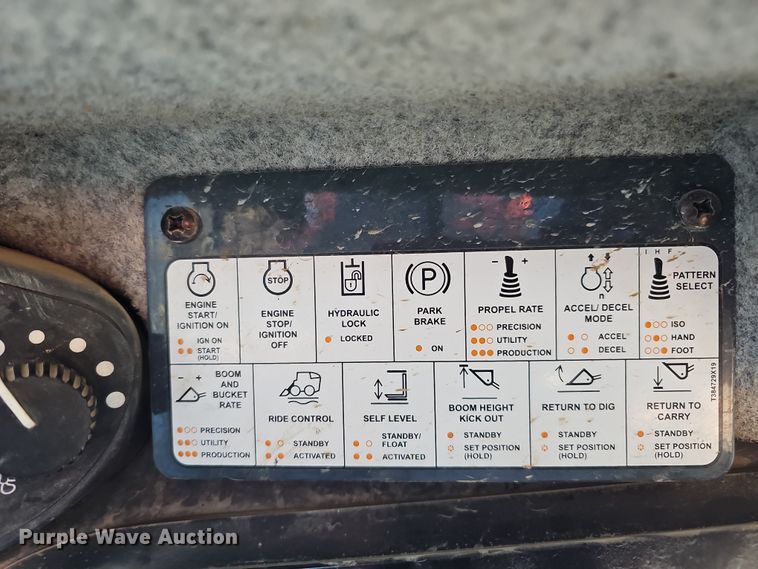 ENGINE
START/
IGNITION ON
IGN ON
START
(HOLD)
STOP
ENGINE
STOP/
IGNITION
OFF
HYDRAULIC
LOCK
LOCKED
P
PARK
BRAKE
ON
- +
PROPEL RATE
PRECISION
UTILITY
PRODUCTION
n
ACCEL/ DECEL
MODE
ACCEL
DECEL
I H F
PATTERN
SELECT
ISO
HAND
FOOT
- +
BOOM
AND
BUCKET
RATE
PRECISION
UTILITY
PRODUCTION
RIDE CONTROL
STANDBY
ACTIVATED
SELF LEVEL
STANDBY/
FLOAT
ACTIVATED
BOOM HEIGHT
KICK OUT
STANDBY
SET POSITION
(HOLD)
RETURN TO DIG
STANDBY
SET POSITION
(HOLD)
RETURN TO
CARRY
STANDBY
SET POSITION
(HOLD)
T384729X19
Purple Wave Auction